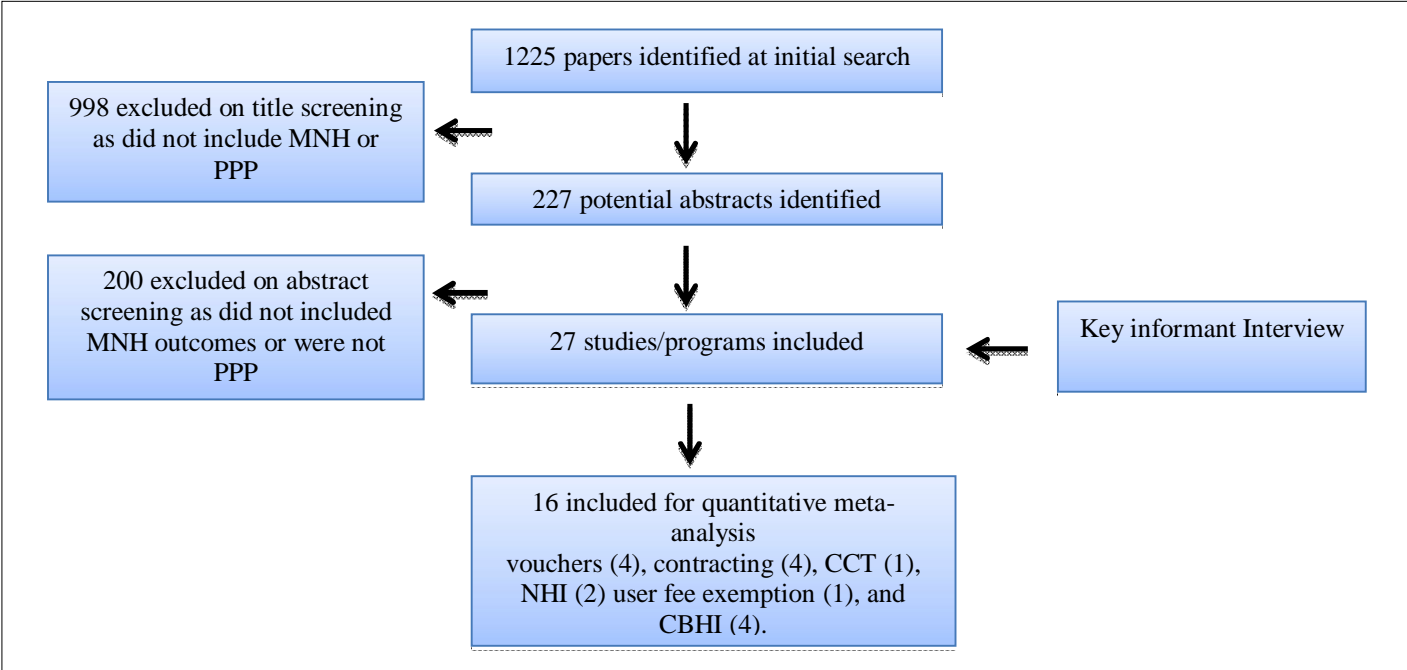 1225 papers identified at initial search
998 excluded on title screening
as did not include MNH or
PPP
227 potential abstracts identified
200 excluded on abstract
screening as did not included
MNH outcomes or were not
PPP
27 studies/programs included
Key informant Interview
16 included for quantitative meta-
analysis
vouchers (4), contracting (4), CCT (1),
NHI (2) user fee exemption (1), and
CBHI (4).